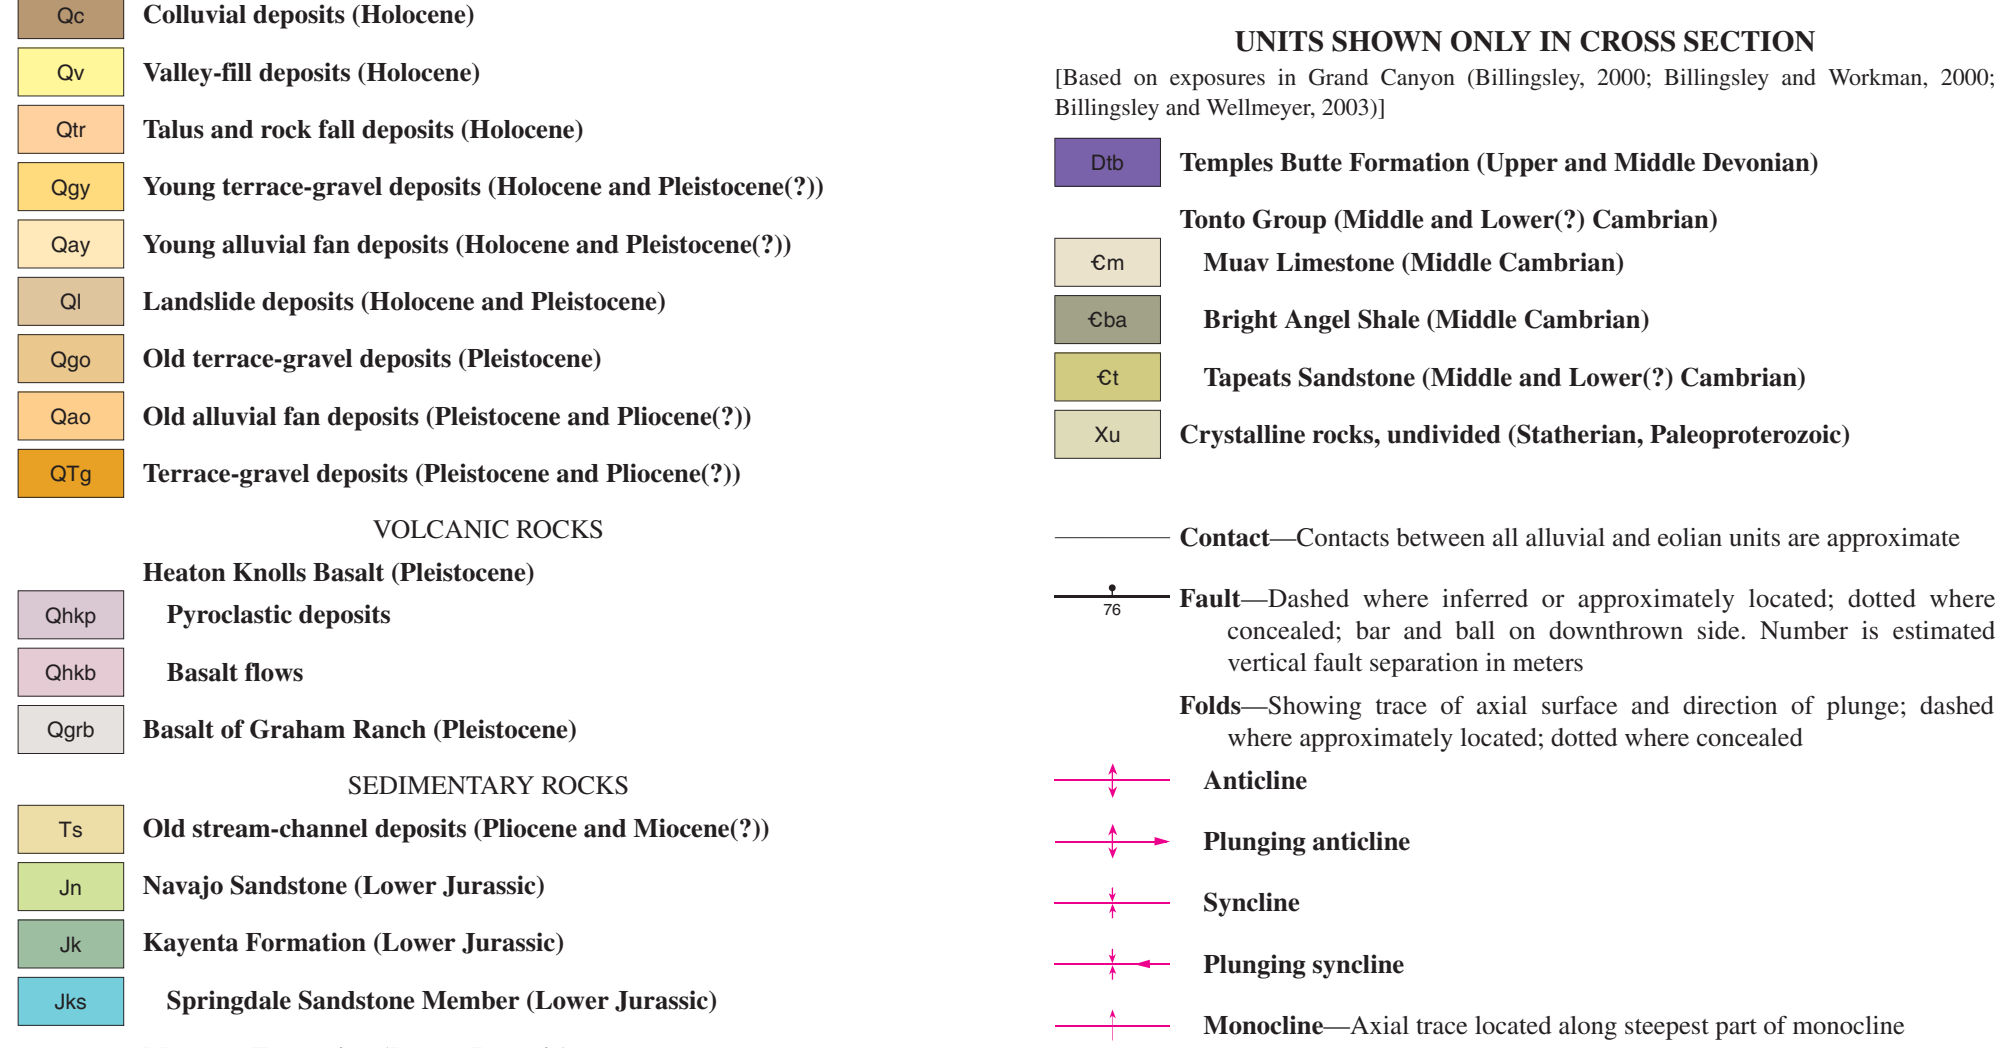 Qc Colluvial deposits (Holocene)
Qv Valley-fill deposits (Holocene)
Qtr Talus and rock fall deposits (Holocene)
Qgy Young terrace-gravel deposits (Holocene and Pleistocene(?))
Qay Young alluvial fan deposits (Holocene and Pleistocene(?))
Ql Landslide deposits (Holocene and Pleistocene)
Qgo Old terrace-gravel deposits (Pleistocene)
Qao Old alluvial fan deposits (Pleistocene and Pliocene(?))
QTg Terrace-gravel deposits (Pleistocene and Pliocene(?))
VOLCANIC ROCKS
Heaton Knolls Basalt (Pleistocene)
Qhkp Pyroclastic deposits
Qhkb Basalt flows
Qgrb Basalt of Graham Ranch (Pleistocene)
SEDIMENTARY ROCKS
Ts Old stream-channel deposits (Pliocene and Miocene(?))
Jn Navajo Sandstone (Lower Jurassic)
Jk Kayenta Formation (Lower Jurassic)
Jks Springdale Sandstone Member (Lower Jurassic)
UNITS SHOWN ONLY IN CROSS SECTION
[Based on exposures in Grand Canyon (Billingsley, 2000; Billingsley and Workman, 2000;
Billingsley and Wellmeyer, 2003)]
Dtb Temples Butte Formation (Upper and Middle Devonian)
Tonto Group (Middle and Lower(?) Cambrian)
Єm Muav Limestone (Middle Cambrian)
Єba Bright Angel Shale (Middle Cambrian)
Єt Tapeats Sandstone (Middle and Lower(?) Cambrian)
Xu Crystalline rocks, undivided (Statherian, Paleoproterozoic)
Contact—Contacts between all alluvial and eolian units are approximate
76 Fault—Dashed where inferred or approximately located; dotted where
concealed; bar and ball on downthrown side. Number is estimated
vertical fault separation in meters
Folds—Showing trace of axial surface and direction of plunge; dashed
where approximately located; dotted where concealed
Anticline
Plunging anticline
Syncline
Plunging syncline
Monocline—Axial trace located along steepest part of monocline